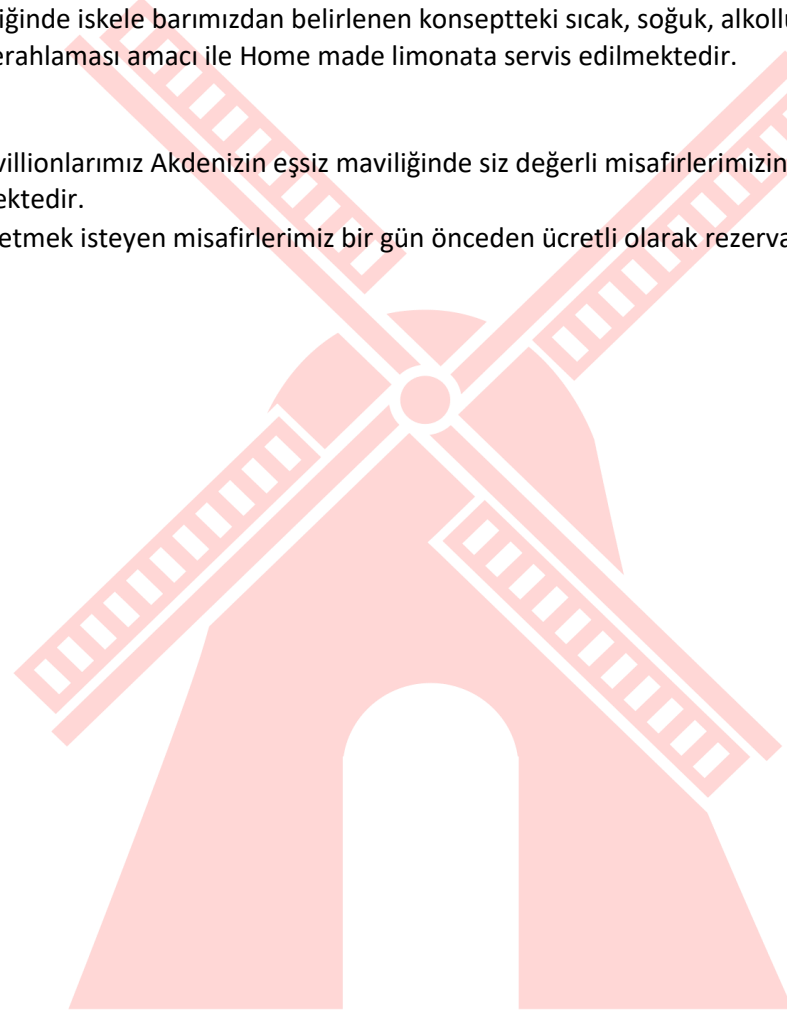 iğinde iskele barımızdan belirlenen konseptteki sıcak, soğuk, alkollü
erahlaması amacı ile Home made limonata servis edilmektedir.
villionlarımız Akdenizin eşsiz maviliğinde siz değerli misafirlerimizin
ektedir.
etmek isteyen misafirlerimiz bir gün önceden ücretli olarak rezerva